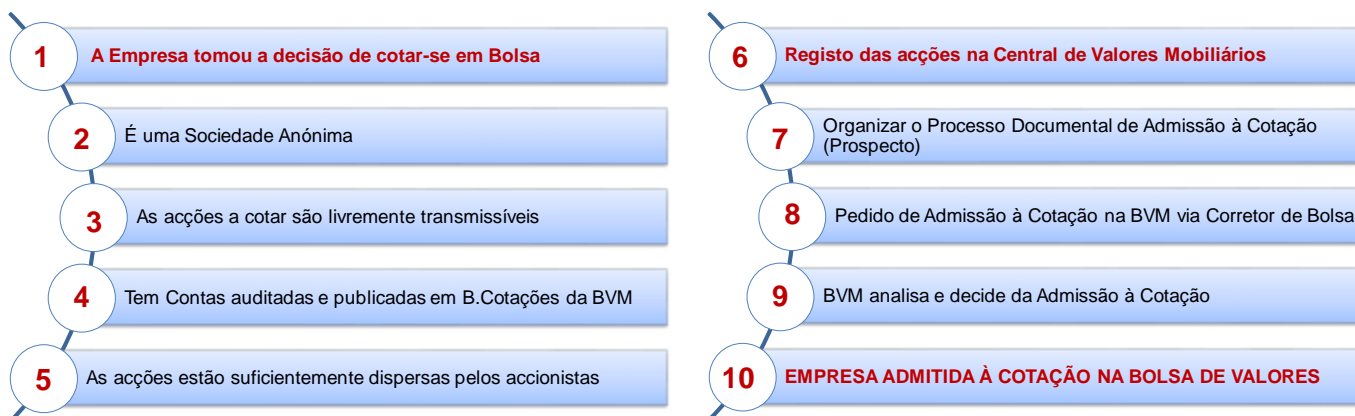 1
A Empresa tomou a decisão de cotar-se em Bolsa
2
É uma Sociedade Anónima
3
As acções a cotar são livremente transmissíveis
4
Tem Contas auditadas e publicadas em B.Cotações da BVM
5
As acções estão suficientemente dispersas pelos accionistas
6
Registo das acções na Central de Valores Mobiliários
7
Organizar o Processo Documental de Admissão à Cotação
(Prospecto)
8
Pedido de Admissão à Cotação na BVM via Corretor de Bolsa
9
BVM analisa e decide da Admissão à Cotação
10
EMPRESA ADMITIDA À COTAÇÃO NA BOLSA DE VALORES